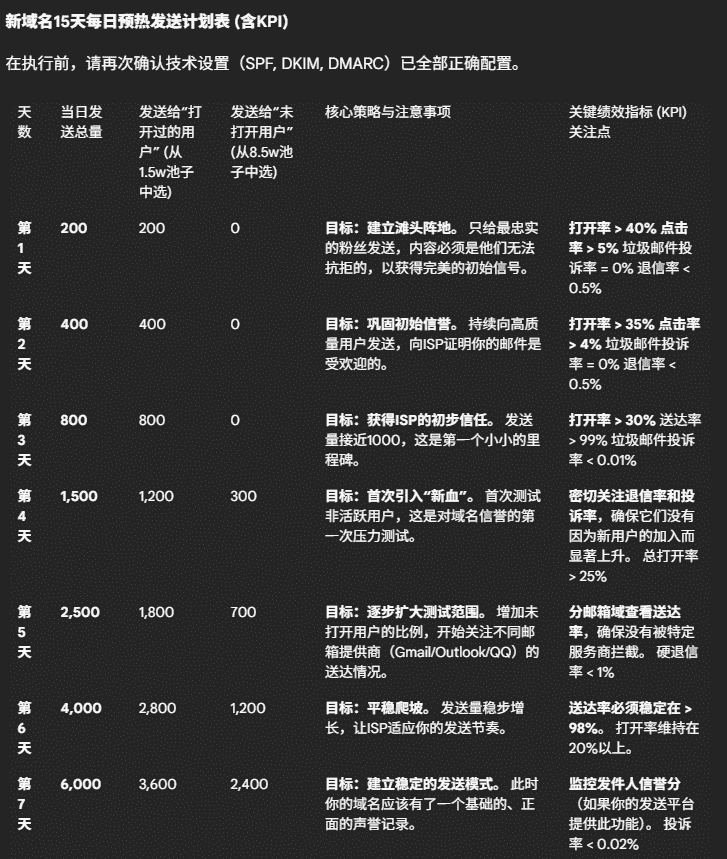 新域名15天每日预热发送计划表 (含KPI)
在执行前，请再次确认技术设置（SPF, DKIM, DMARC）已全部正确配置。
天
数
当日发
送总量
发送给“打
开过的用
户” (从
1.5w池子
中选)
发送给“未
打开用户”
(从8.5w池
子中选)
核心策略与注意事项
关键绩效指标 (KPI)
关注点
第
1
天
200
200
0
目标：建立滩头阵地。 只给最忠实
的粉丝发送，内容必须是他们无法
抗拒的，以获得完美的初始信号。
打开率 > 40% 点击
率 > 5% 垃圾邮件投
诉率 = 0% 退信率 <
0.5%
第
2
天
400
400
0
目标：巩固初始信誉。 持续向高质
量用户发送，向ISP证明你的邮件是
受欢迎的。
打开率 > 35% 点击率
> 4% 垃圾邮件投诉
率 = 0% 退信率 <
0.5%
第
3
天
800
800
0
目标：获得ISP的初步信任。 发送
量接近1000，这是第一个小小的里
程碑。
打开率 > 30% 送达率
> 99% 垃圾邮件投诉
率 < 0.01%
第
4
天
1,500
1,200
300
目标：首次引入“新血”。 首次测试
非活跃用户，这是对域名信誉的第
一次压力测试。
密切关注退信率和投
诉率，确保它们没有
因为新用户的加入而
显著上升。 总打开率
> 25%
第
5
天
2,500
1,800
700
目标：逐步扩大测试范围。 增加未
打开用户的比例，开始关注不同邮
箱提供商（Gmail/Outlook/QQ）的
送达情况。
分邮箱域查看送达
率，确保没有被特定
服务商拦截。 硬退信
率 < 1%
第
6
天
4,000
2,800
1,200
目标：平稳爬坡。 发送量稳步增
长，让ISP适应你的发送节奏。
送达率必须稳定在 >
98%。 打开率维持在
20%以上。
第
7
天
6,000
3,600
2,400
目标：建立稳定的发送模式。 此时
你的域名应该有了一个基础的、正
面的声誉记录。
监控发件人信誉分
（如果你的发送平台
提供此功能）。 投诉
率 < 0.02%